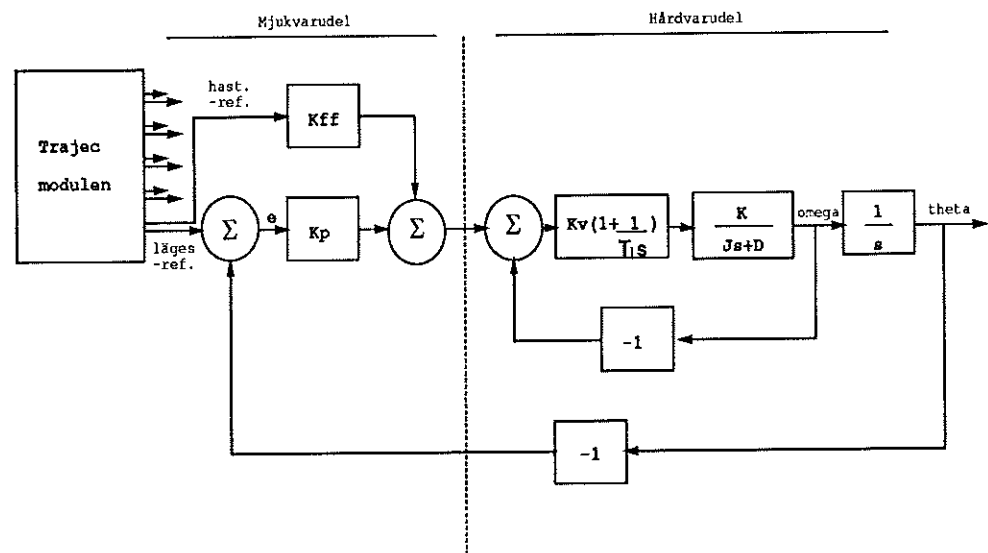 Mjukvarudel
Hårdvarudel
hast.
-ref.
Kff
Trajec
modulen
Σ
e
Kp
Σ
Σ
Kv(1+1/TIs)
K
Js+D
omega
1
s
theta
läges
-ref.
-1
-1